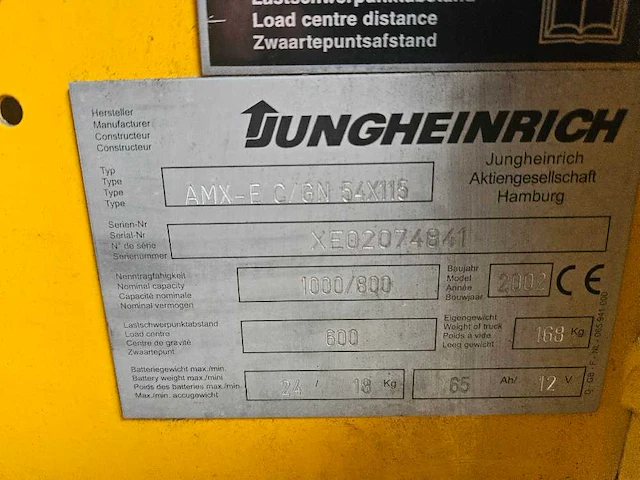 Lastschwerpunktabstand
Load centre distance
Zwaartepuntsafstand
Hersteller
Manufacturer
Constructeur
Constructeur
JUNGHEINRICH
Jungheinrich
Aktiengesellschaft
Hamburg
Typ
Type
Type
Type
AMX-E C/GN 54X115
Serien-Nr
Serial-Nr
N° de série
Serienummer
XE02074841
Nenntragfähigkeit
Nominal capacity
Capacité nominale
Nominal vermogen
1000/800
Baujahr
Model
Année
Bouwjaar
2002
CE
Lastschwerpunktabstand
Load centre
Centre de gravité
Zwaartepunt
600
Eigengewicht
Weight of truck
Poids à vide
Leeg gewicht
168 Kg
Batteriegewicht max./min.
Battery weight max./mini
Poids des batteries max./min.
Max./min. accugewicht
24 / 18 Kg
65 Ah/ 12 V